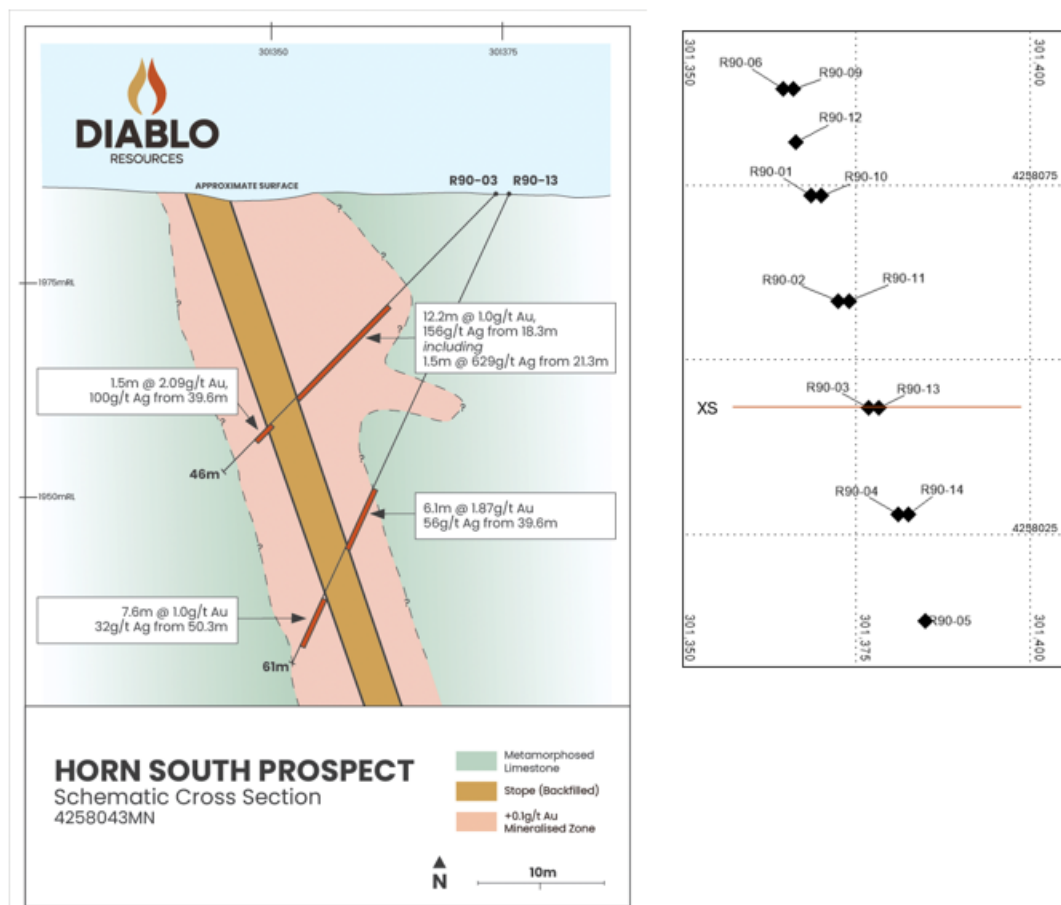 301350
301375
DIABLO
RESOURCES
APPROXIMATE SURFACE
R90-03
R90-13
?
?
?
1975mRL
?
12.2m @ 1.0g/t Au,
156g/t Ag from 18.3m
including
1.5m @ 629g/t Ag from 21.3m
1.5m @ 2.09g/t Au,
100g/t Ag from 39.6m
?
?
?
46m
1950mRL
6.1m @ 1.87g/t Au
56g/t Ag from 39.6m
?
?
7.6m @ 1.0g/t Au
32g/t Ag from 50.3m
61m
HORN SOUTH PROSPECT
Schematic Cross Section
4258043MN
Metamorphosed
Limestone
Stope (Backfilled)
+0.1g/t Au
Mineralised Zone
N
10m
301,350
301,400
R90-06
R90-09
R90-12
R90-01
R90-10
4258075
R90-02
R90-11
R90-03
R90-13
XS
R90-04
R90-14
4258025
R90-05
301,350
301,375
301,400